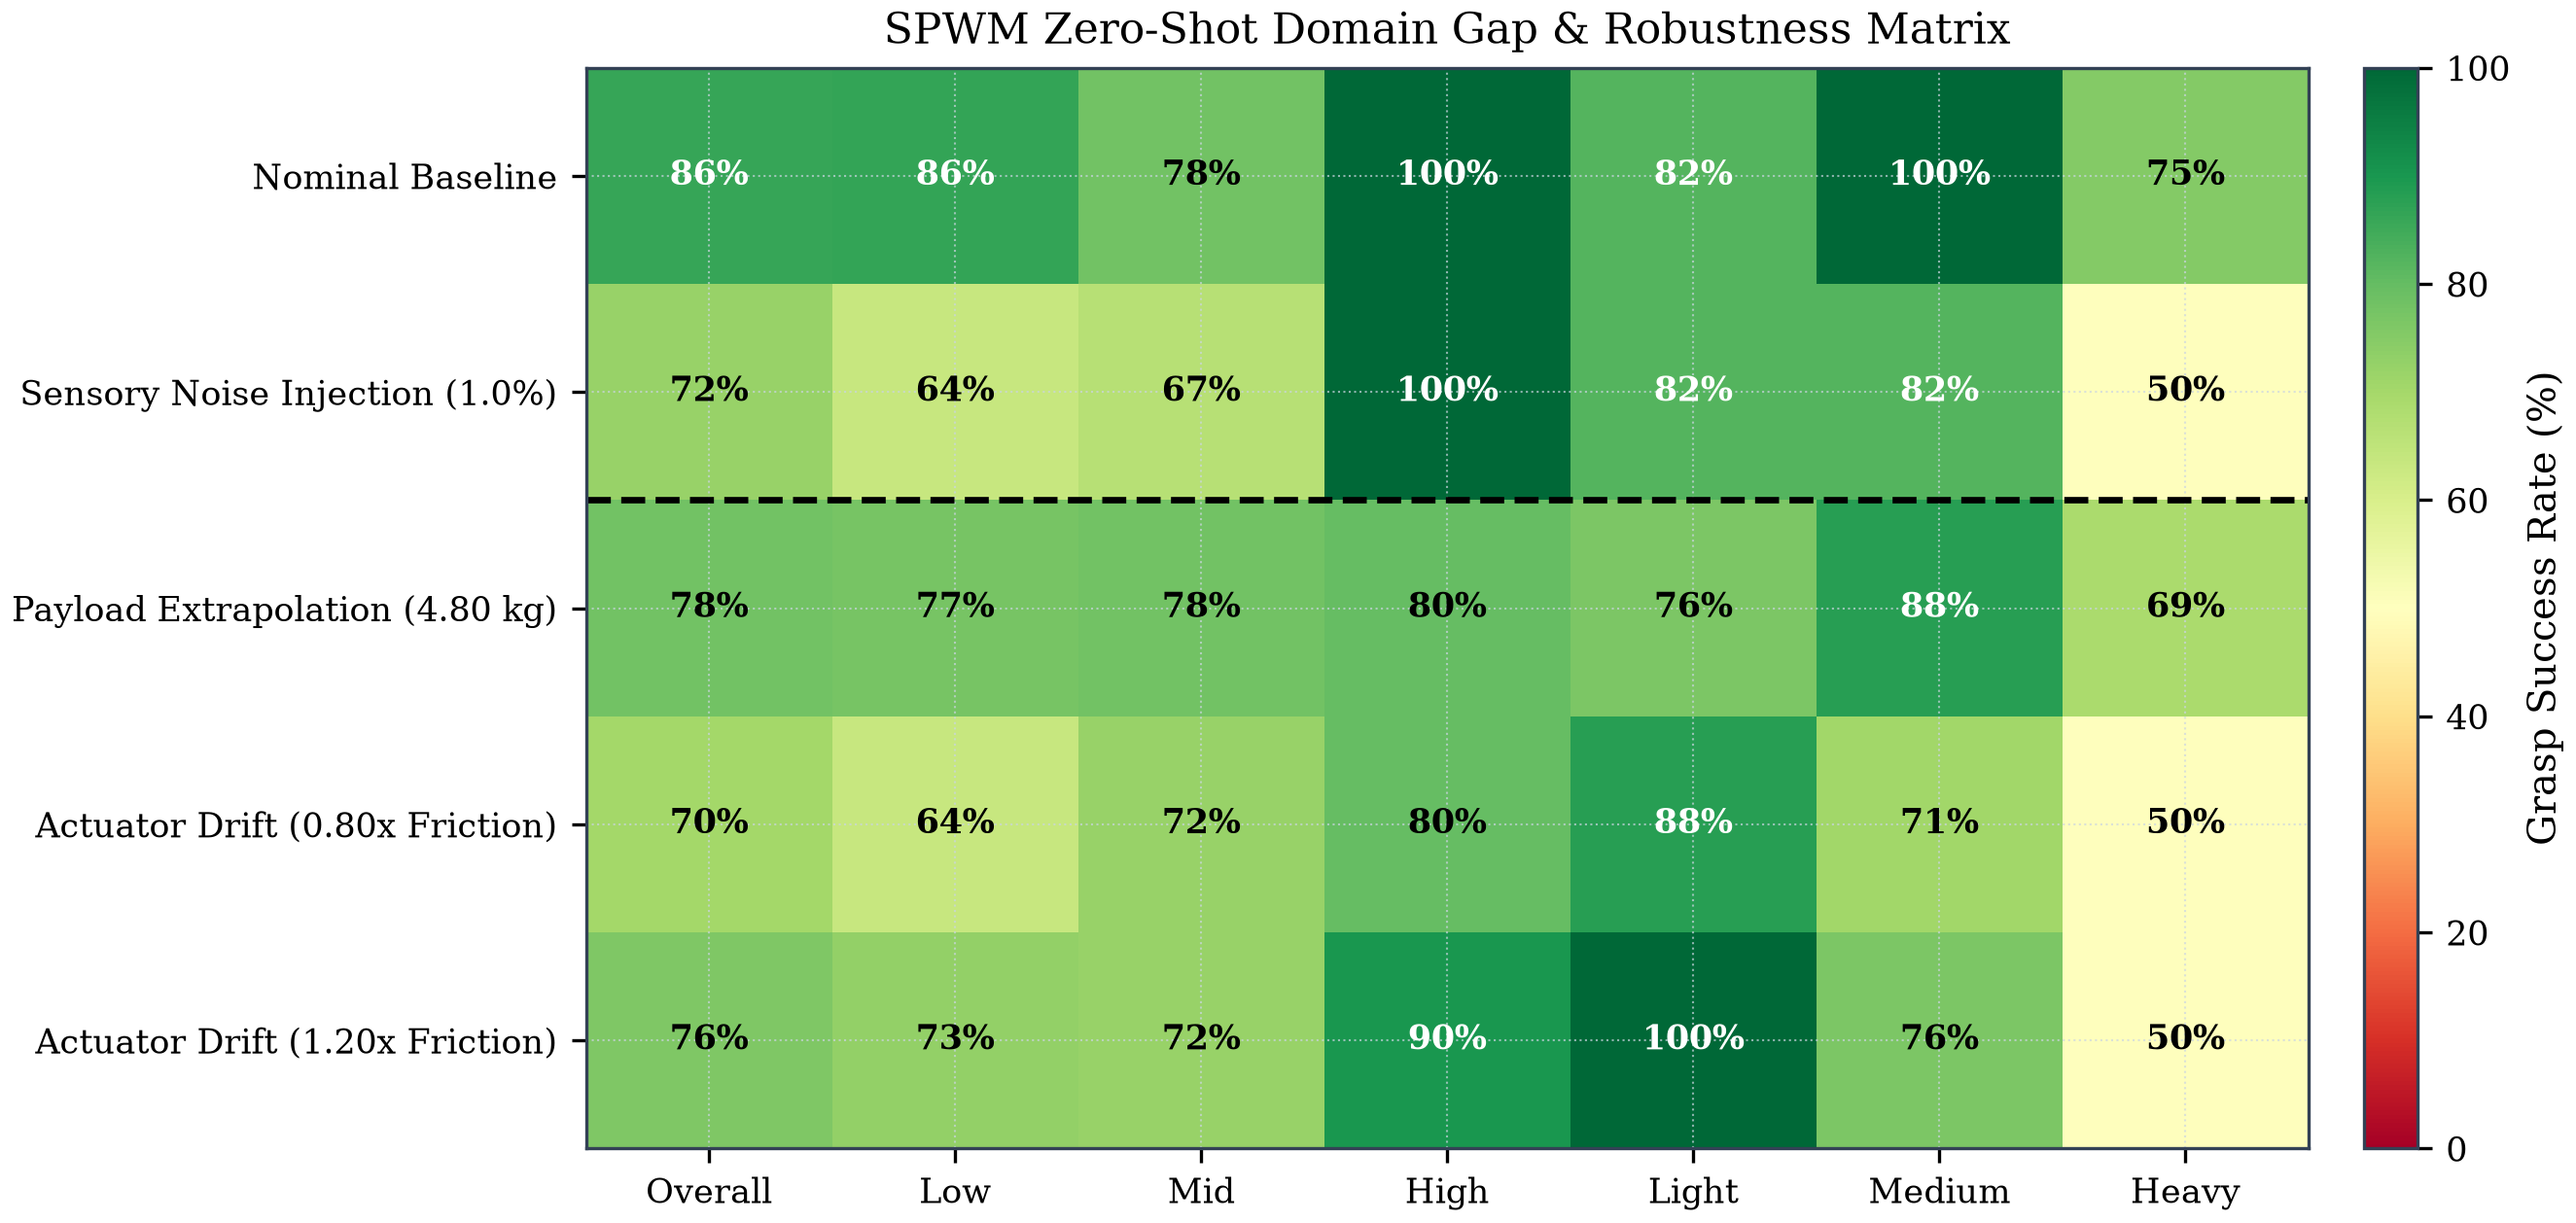 SPWM Zero-Shot Domain Gap & Robustness Matrix
Nominal Baseline 86% 86% 78% 100% 82% 100% 75%
Sensory Noise Injection (1.0%) 72% 64% 67% 100% 82% 82% 50%
Payload Extrapolation (4.80 kg) 78% 77% 78% 80% 76% 88% 69%
Actuator Drift (0.80x Friction) 70% 64% 72% 80% 88% 71% 50%
Actuator Drift (1.20x Friction) 76% 73% 72% 90% 100% 76% 50%
Overall Low Mid High Light Medium Heavy
100
80
60
40
20
0
Grasp Success Rate (%)